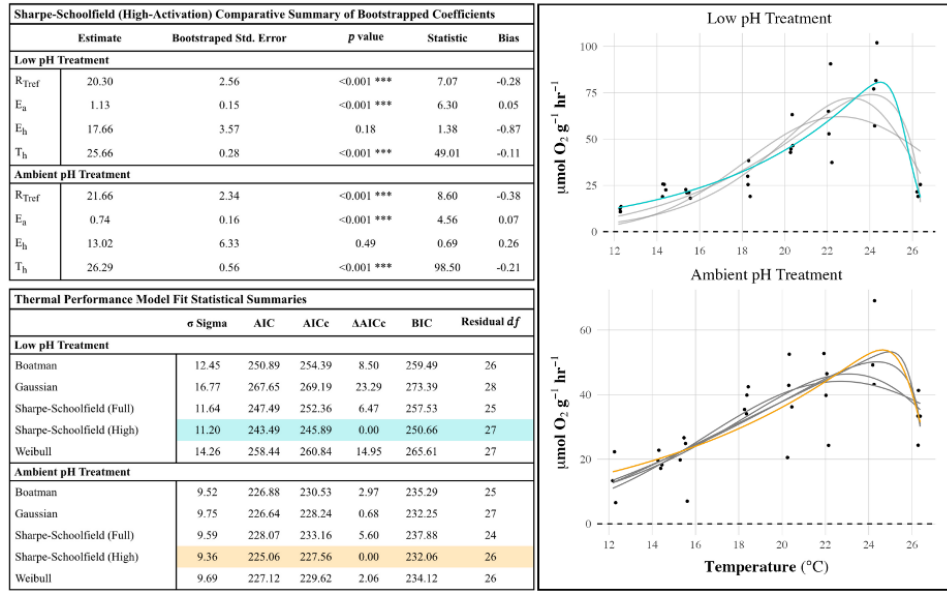 Sharpe-Schoolfield (High-Activation) Comparative Summary of Bootstrapped Coefficients
Estimate Bootstraped Std. Error p value Statistic Bias
Low pH Treatment
RTref 20.30 2.56 <0.001 *** 7.07 -0.28
Ea 1.13 0.15 <0.001 *** 6.30 0.05
Eh 17.66 3.57 0.18 1.38 -0.87
Th 25.66 0.28 <0.001 *** 49.01 -0.11
Ambient pH Treatment
RTref 21.66 2.34 <0.001 *** 8.60 -0.38
Ea 0.74 0.16 <0.001 *** 4.56 0.07
Eh 13.02 6.33 0.49 0.69 0.26
Th 26.29 0.56 <0.001 *** 98.50 -0.21
Thermal Performance Model Fit Statistical Summaries
σ Sigma AIC AICc ΔAICc BIC Residual df
Low pH Treatment
Boatman 12.45 250.89 254.39 8.50 259.49 26
Gaussian 16.77 267.65 269.19 23.29 273.39 28
Sharpe-Schoolfield (Full) 11.64 247.49 252.36 6.47 257.53 25
Sharpe-Schoolfield (High) 11.20 243.49 245.89 0.00 250.66 27
Weibull 14.26 258.44 260.84 14.95 265.61 27
Ambient pH Treatment
Boatman 9.52 226.88 230.53 2.97 235.29 25
Gaussian 9.75 226.64 228.24 0.68 232.25 27
Sharpe-Schoolfield (Full) 9.59 228.07 233.16 5.60 237.88 24
Sharpe-Schoolfield (High) 9.36 225.06 227.56 0.00 232.06 26
Weibull 9.69 227.12 229.62 2.06 234.12 26
Low pH Treatment
μmol O₂ g⁻¹ hr⁻¹
100
75
50
25
0
12 14 16 18 20 22 24 26
Ambient pH Treatment
μmol O₂ g⁻¹ hr⁻¹
60
40
20
0
12 14 16 18 20 22 24 26
Temperature (°C)